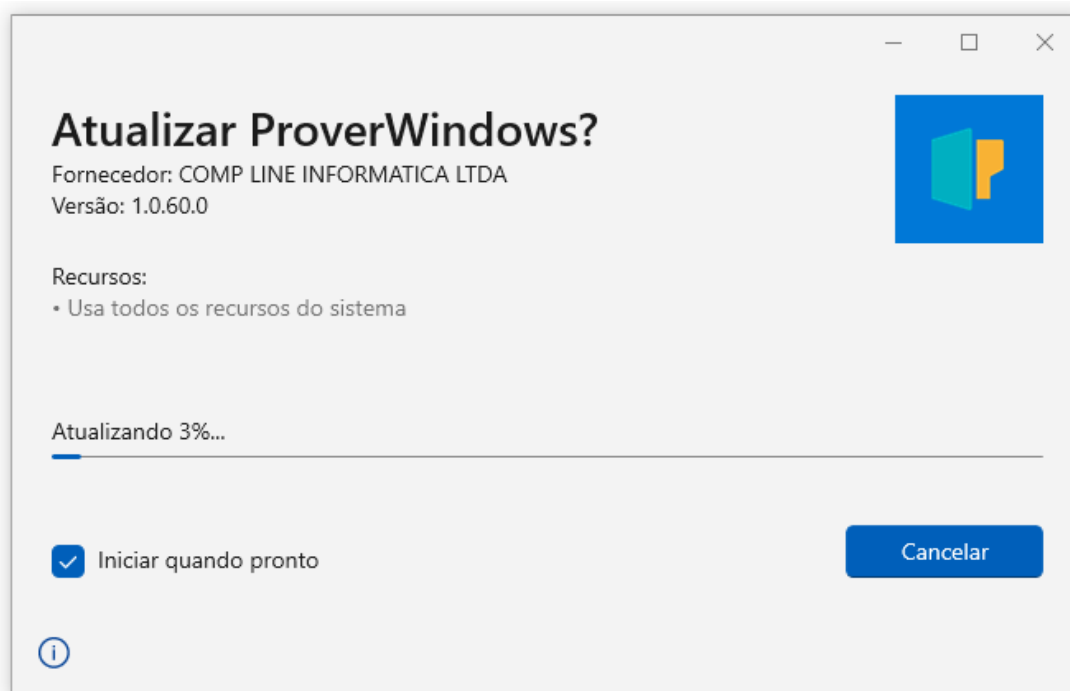 Atualizar ProverWindows?
Fornecedor: COMP LINE INFORMATICA LTDA
Versão: 1.0.60.0
Recursos:
• Usa todos os recursos do sistema
Atualizando 3%...
Iniciar quando pronto
Cancelar